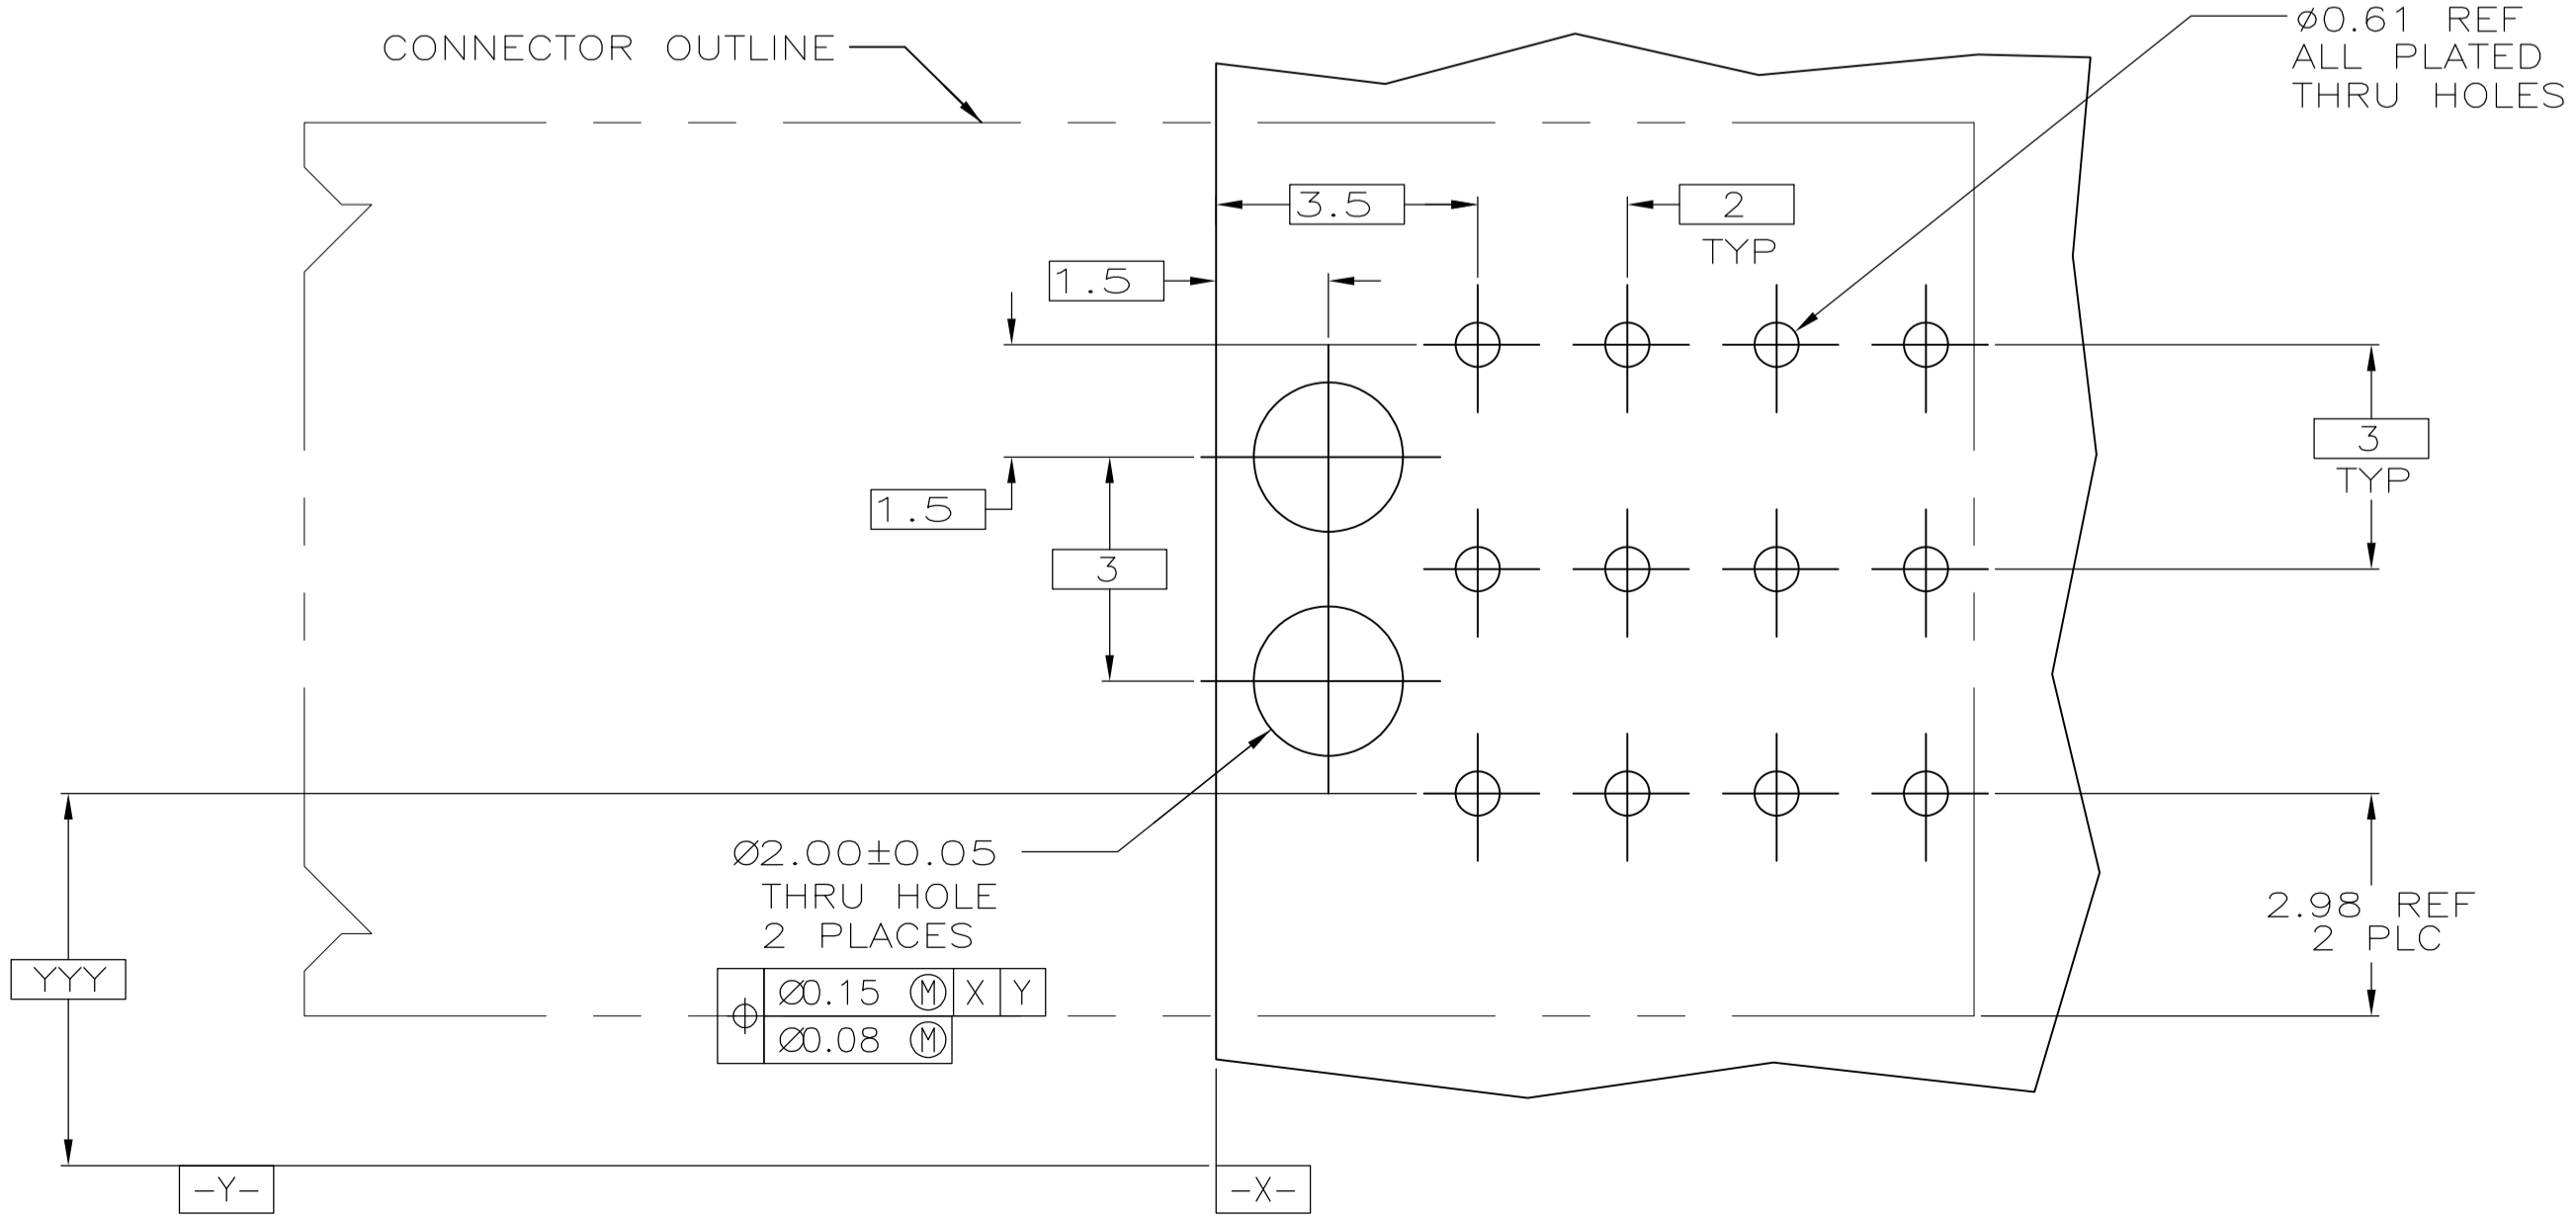 CONNECTOR OUTLINE
Ø0.61 REF
ALL PLATED
THRU HOLES
3.5
2
TYP
1.5
3
TYP
1.5
3
Ø2.00±0.05
THRU HOLE
2 PLACES
2.98 REF
2 PLC
YYY
Ø0.15 Ⓜ X Y
Ø0.08 Ⓜ
-Y-
-X-